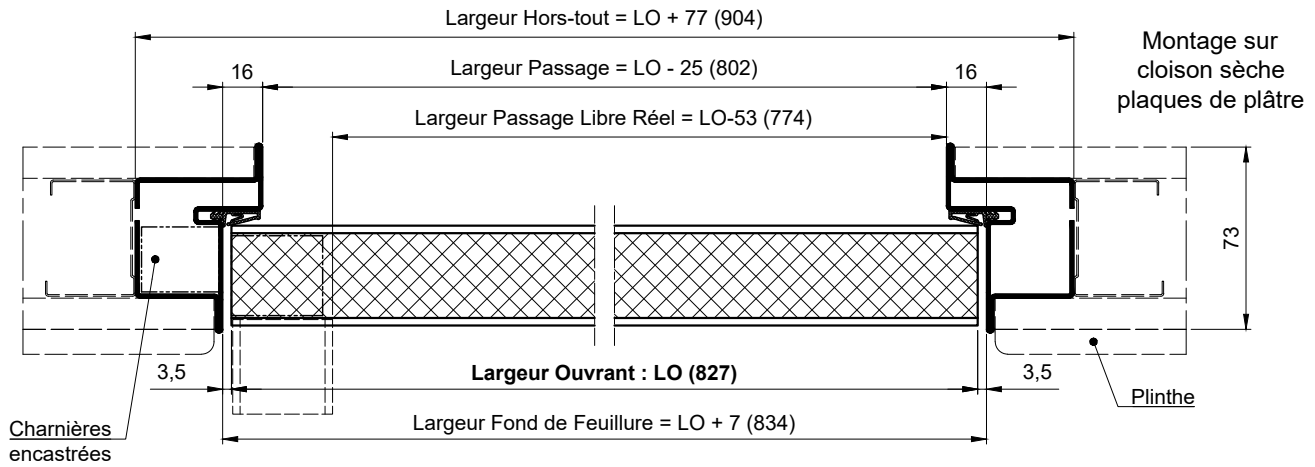 Largeur Hors-tout = LO + 77 (904)
Montage sur
cloison sèche
plaques de plâtre
16
Largeur Passage = LO - 25 (802)
16
Largeur Passage Libre Réel = LO-53 (774)
73
3,5
Largeur Ouvrant : LO (827)
3,5
Plinthe
Largeur Fond de Feuillure = LO + 7 (834)
Charnières
encastrées